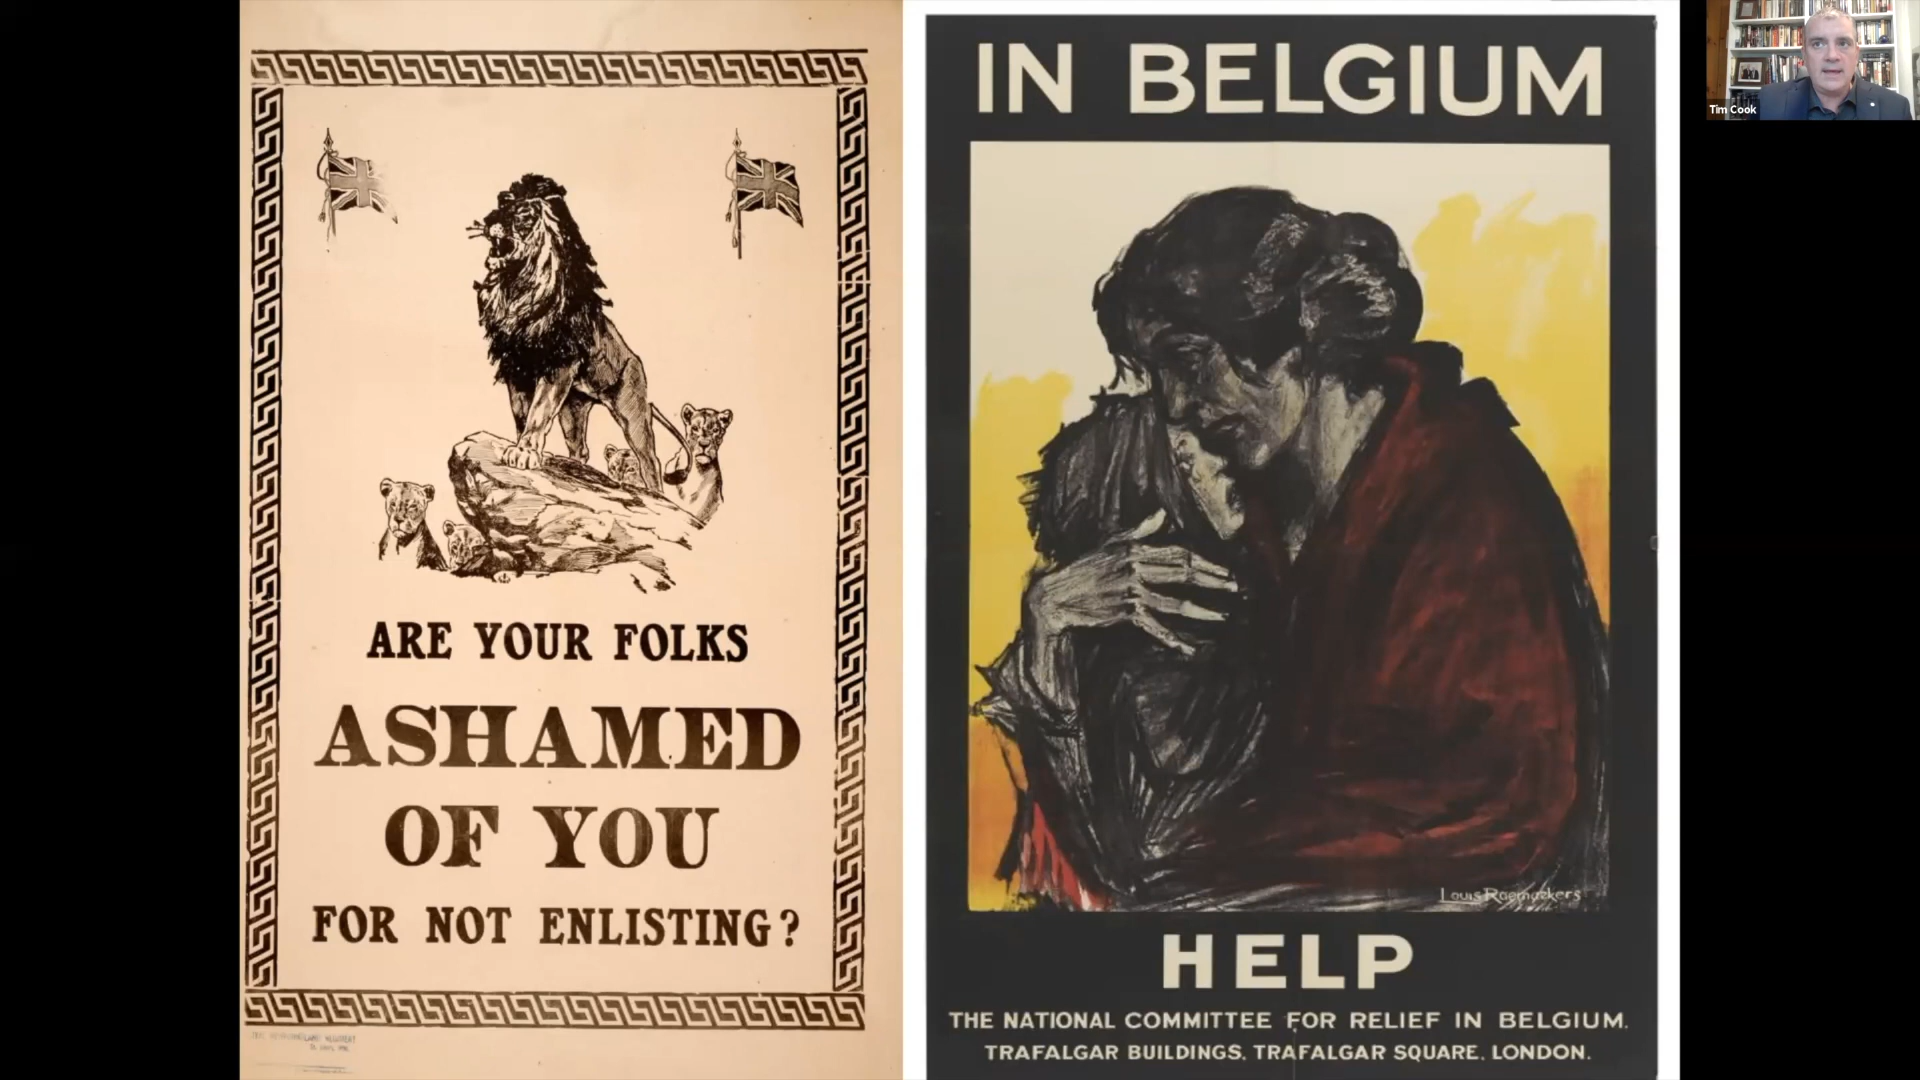 ARE YOUR FOLKS
ASHAMED
OF YOU
FOR NOT ENLISTING?
IN BELGIUM
Louis Raemaekers
HELP
THE NATIONAL COMMITTEE FOR RELIEF IN BELGIUM.
TRAFALGAR BUILDINGS, TRAFALGAR SQUARE, LONDON.
Tim Cook